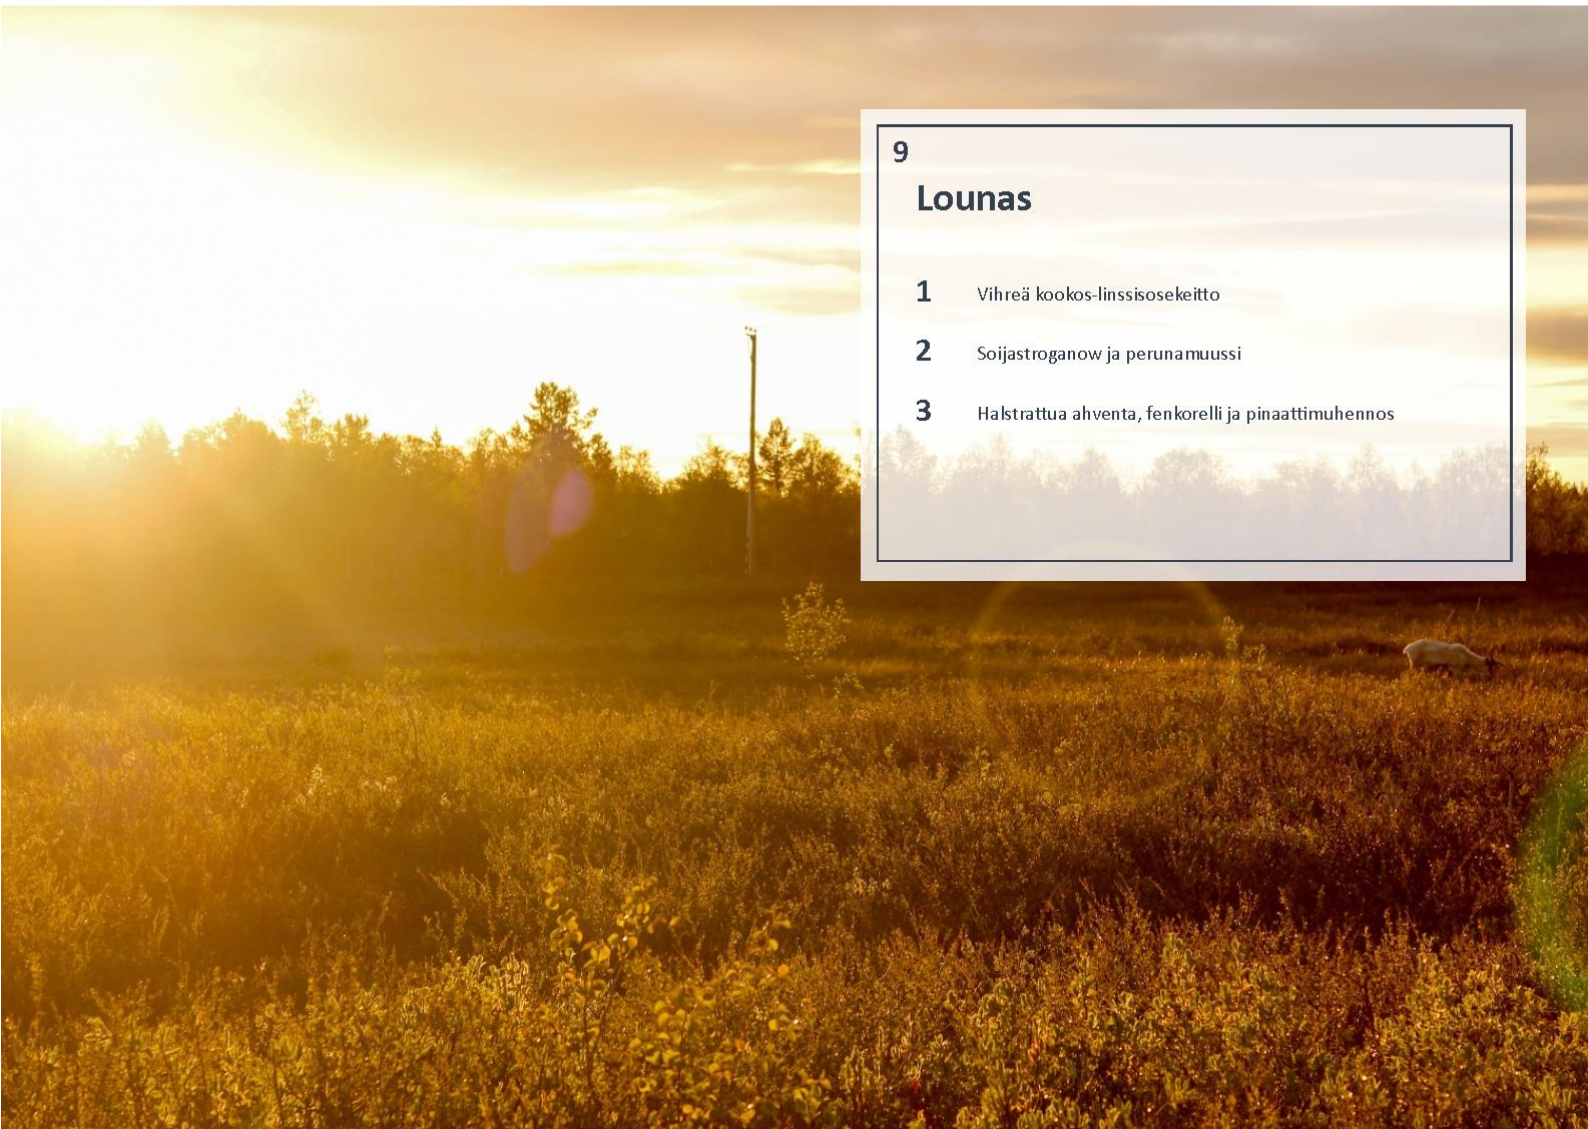 9
Lounas
1 Vihreä kookos-linssisosekeitto
2 Soijastroganow ja perunamuussi
3 Halstrattua ahventa, fenkorelli ja pinaattimuhennos